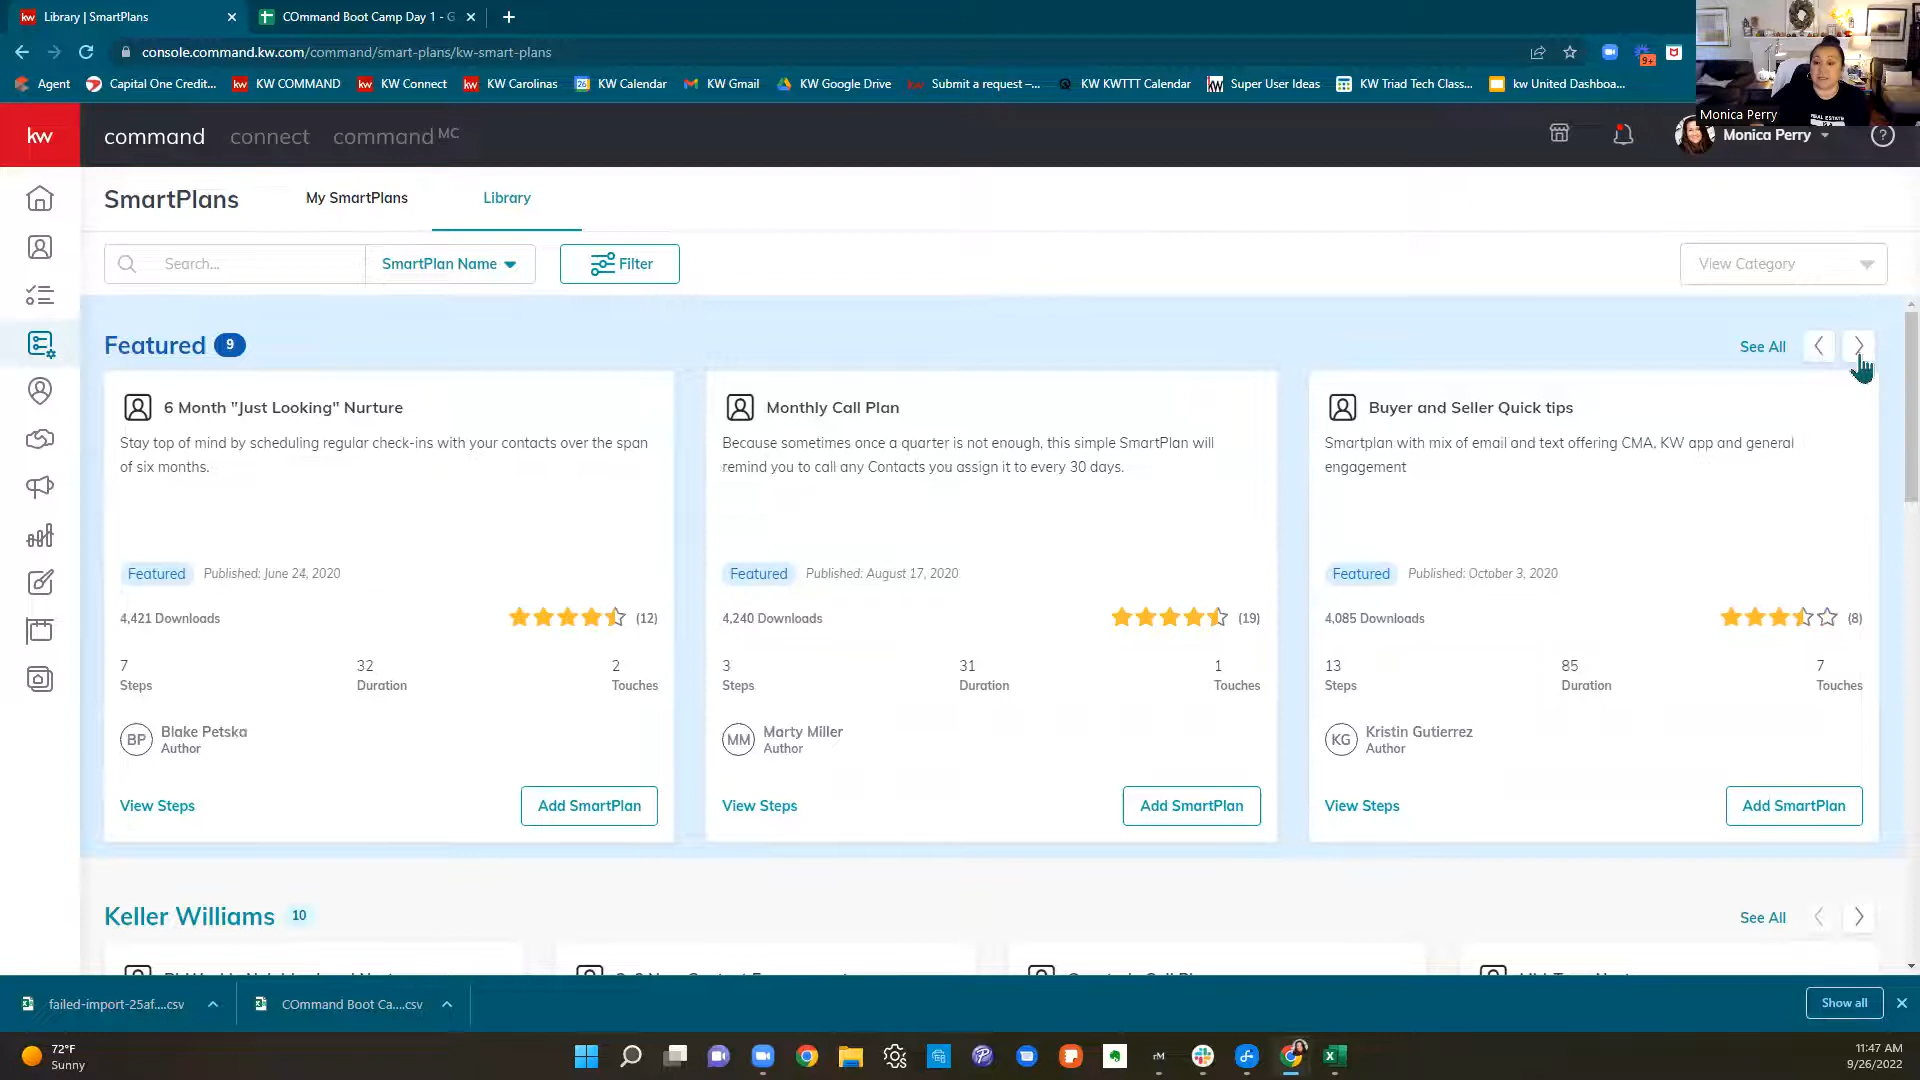 Library | SmartPlans
COmmand Boot Camp Day 1 - G
console.command.kw.com/command/smart-plans/kw-smart-plans
9+
Agent
Capital One Credit...
KW COMMAND
KW Connect
KW Carolinas
KW Calendar
KW Gmail
KW Google Drive
Submit a request –...
KW KWTTT Calendar
Super User Ideas
KW Triad Tech Class...
kw United Dashboa...
Monica Perry
kw
command
connect
command MC
Monica Perry
SmartPlans
My SmartPlans
Library
Search...
SmartPlan Name
Filter
View Category
Featured 9
See All
6 Month "Just Looking" Nurture
Stay top of mind by scheduling regular check-ins with your contacts over the span
of six months.
Featured
Published: June 24, 2020
4,421 Downloads
(12)
7
Steps
32
Duration
2
Touches
BP
Blake Petska
Author
View Steps
Add SmartPlan
Monthly Call Plan
Because sometimes once a quarter is not enough, this simple SmartPlan will
remind you to call any Contacts you assign it to every 30 days.
Featured
Published: August 17, 2020
4,240 Downloads
(19)
3
Steps
31
Duration
1
Touches
MM
Marty Miller
Author
View Steps
Add SmartPlan
Buyer and Seller Quick tips
Smartplan with mix of email and text offering CMA, KW app and general
engagement
Featured
Published: October 3, 2020
4,085 Downloads
(8)
13
Steps
85
Duration
7
Touches
KG
Kristin Gutierrez
Author
View Steps
Add SmartPlan
Keller Williams 10
See All
failed-import-25af....csv
COmmand Boot Ca....csv
Show all
72°F
Sunny
11:47 AM
9/26/2022